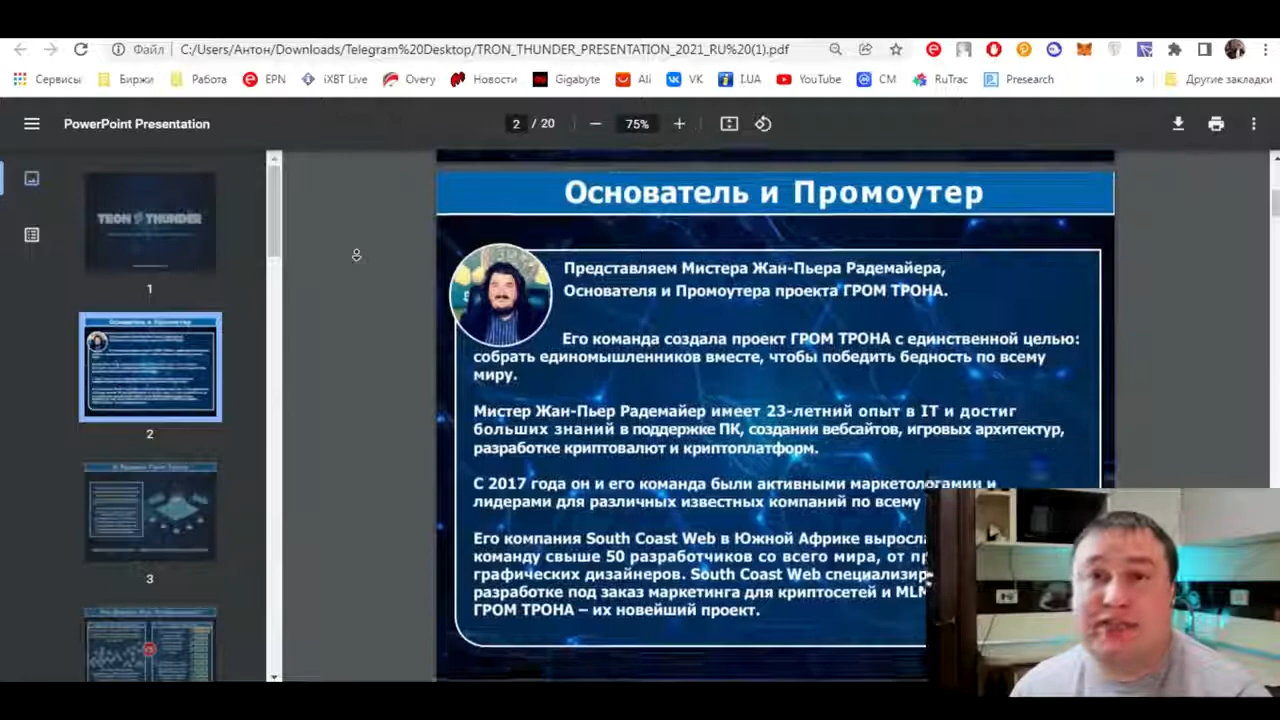 Файл
C:/Users/Антон/Downloads/Telegram%20Desktop/TRON_THUNDER_PRESENTATION_2021_RU%20(1).pdf
Сервисы Биржи Работа EPN iXBT Live Overy Новости Gigabyte Ali VK I.UA YouTube CM RuTrac Presearch » Другие закладки
PowerPoint Presentation
2 / 20
75%
TRON THUNDER
1
Основатель и Промоутер
2
3
Основатель и Промоутер
Представляем Мистера Жан-Пьера Радемайера,
Основателя и Промоутера проекта ГРОМ ТРОНА.
Его команда создала проект ГРОМ ТРОНА с единственной целью:
собрать единомышленников вместе, чтобы победить бедность по всему
миру.
Мистер Жан-Пьер Радемайер имеет 23-летний опыт в IT и достиг
больших знаний в поддержке ПК, создании вебсайтов, игровых архитектур,
разработке криптовалют и криптоплатформ.
С 2017 года он и его команда были активными маркетологами и
лидерами для различных известных компаний по всему
Его компания South Coast Web в Южной Африке выросл
команду свыше 50 разработчиков со всего мира, от п
графических дизайнеров. South Coast Web специализир
разработке под заказ маркетинга для криптосетей и MLM
ГРОМ ТРОНА – их новейший проект.